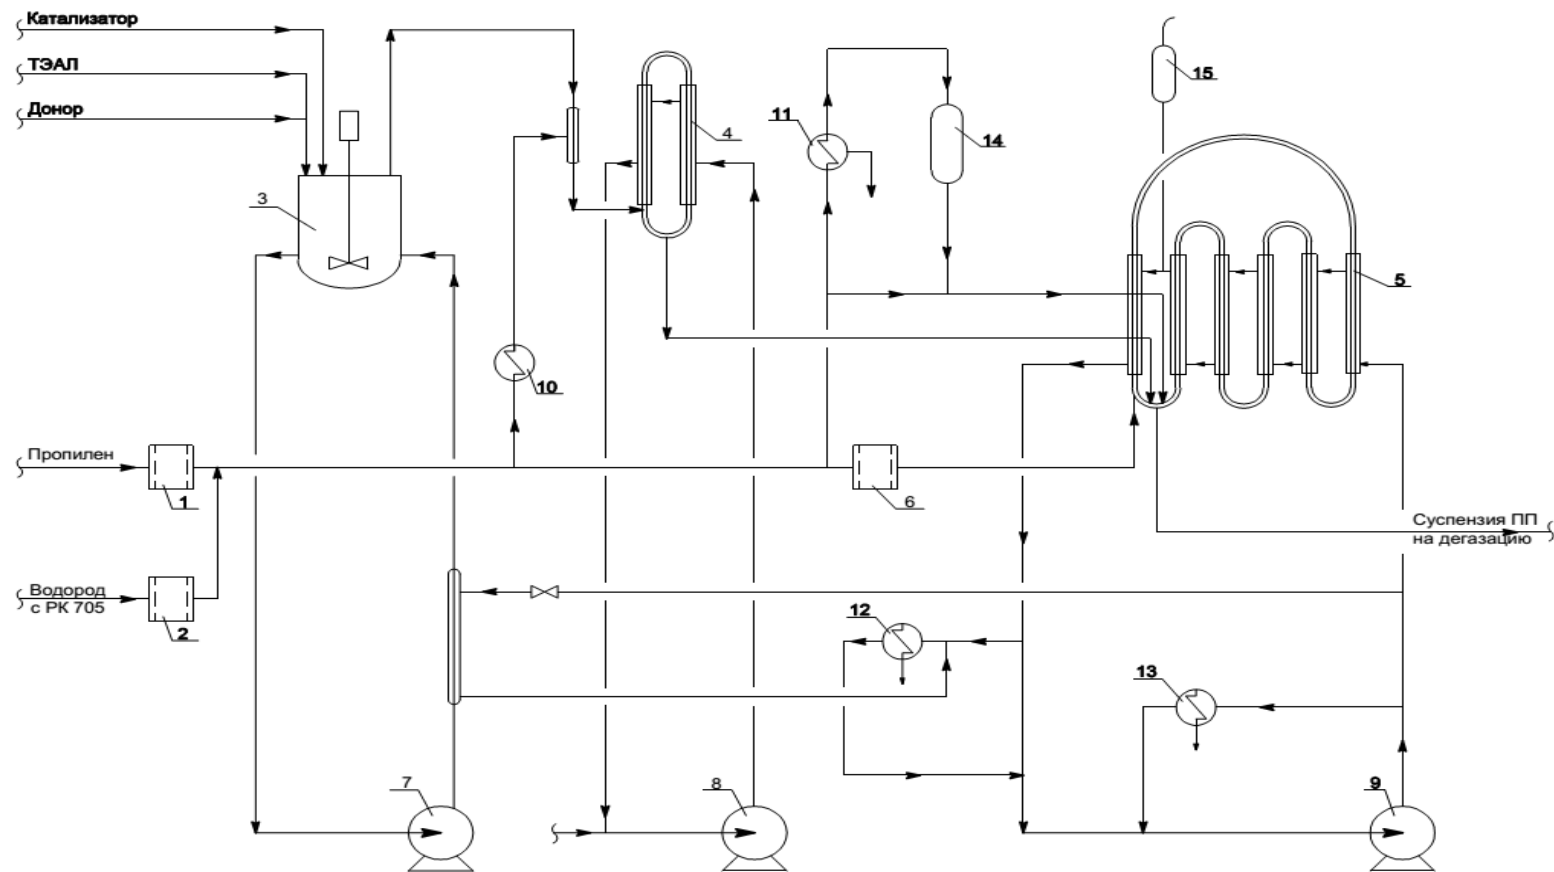 Катализатор
ТЭАЛ
Донор
3
4
11
14
15
5
10
Пропилен
1
6
Водород
с РК 705
2
Суспензия ПП
на дегазацию
12
13
7
8
9